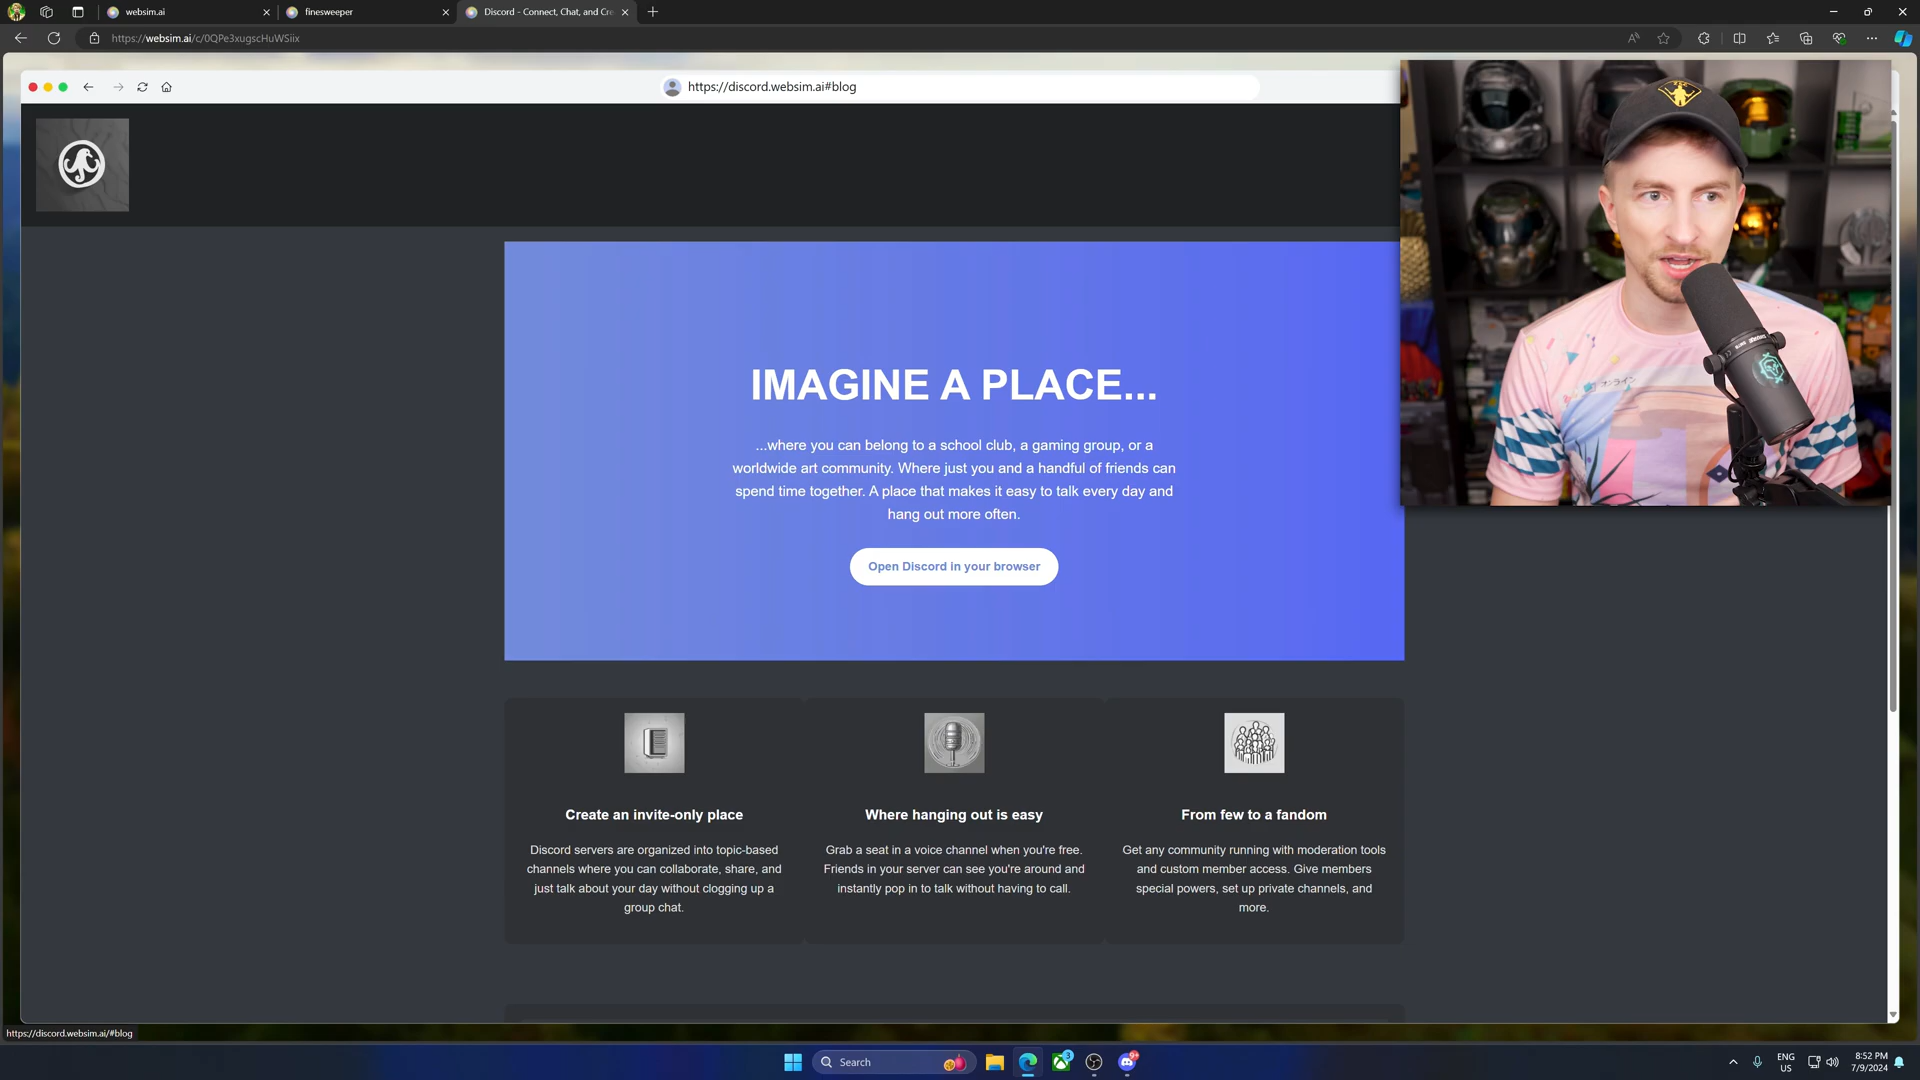 websim.ai
finesweeper
Discord - Connect, Chat, and Cre
https://websim.ai/c/0QPe3xugscHuWSiix
https://discord.websim.ai#blog
IMAGINE A PLACE...
...where you can belong to a school club, a gaming group, or a
worldwide art community. Where just you and a handful of friends can
spend time together. A place that makes it easy to talk every day and
hang out more often.
Open Discord in your browser
Create an invite-only place
Discord servers are organized into topic-based
channels where you can collaborate, share, and
just talk about your day without clogging up a
group chat.
Where hanging out is easy
Grab a seat in a voice channel when you're free.
Friends in your server can see you're around and
instantly pop in to talk without having to call.
From few to a fandom
Get any community running with moderation tools
and custom member access. Give members
special powers, set up private channels, and
more.
https://discord.websim.ai/#blog
Search
3
9+
ENG
US
8:52 PM
7/9/2024